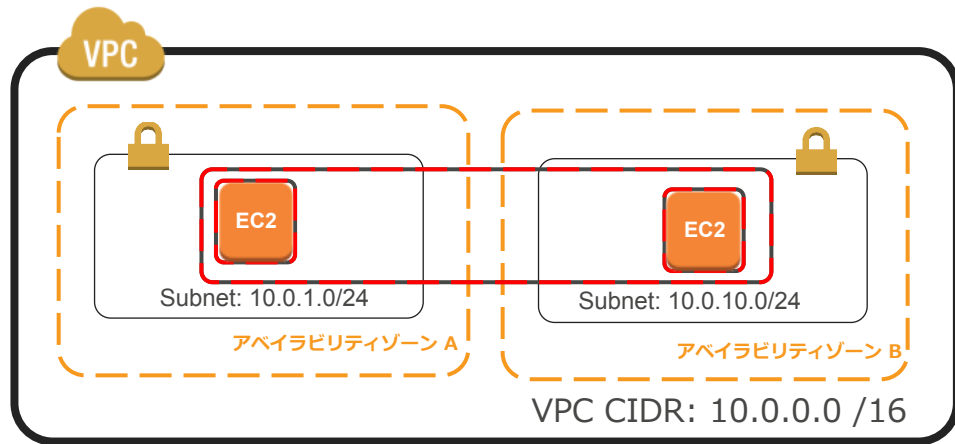 VPC
EC2
EC2
Subnet: 10.0.1.0/24
Subnet: 10.0.10.0/24
アベイラビリティゾーン A
アベイラビリティゾーン B
VPC CIDR: 10.0.0.0 /16